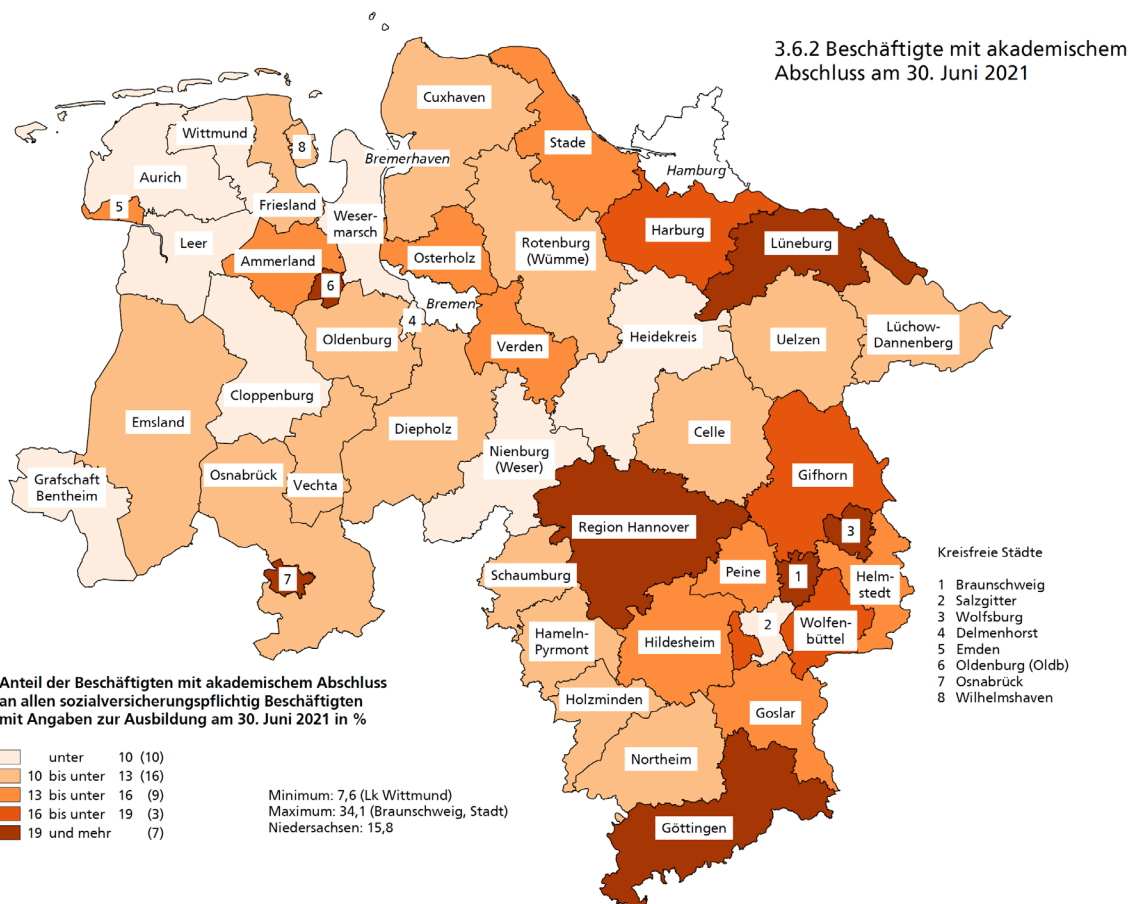 3.6.2 Beschäftigte mit akademischem
Abschluss am 30. Juni 2021
Cuxhaven
Wittmund
Stade
8
Bremerhaven
Hamburg
Aurich
Friesland
5
Weser-
marsch
Harburg
Lüneburg
Leer
Rotenburg
(Wümme)
Ammerland
Osterholz
6
Bremen
4
Oldenburg
Verden
Heidekreis
Uelzen
Lüchow-
Dannenberg
Cloppenburg
Emsland
Diepholz
Celle
Nienburg
(Weser)
Grafschaft
Bentheim
Osnabrück
Vechta
Gifhorn
Region Hannover
3
Schaumburg
Peine
1
Helm-
stedt
7
2
Wolfen-
büttel
Hameln-
Pyrmont
Hildesheim
Holzminden
Goslar
Northeim
Göttingen
Kreisfreie Städte
1 Braunschweig
2 Salzgitter
3 Wolfsburg
4 Delmenhorst
5 Emden
6 Oldenburg (Oldb)
7 Osnabrück
8 Wilhelmshaven
Anteil der Beschäftigten mit akademischem Abschluss
an allen sozialversicherungspflichtig Beschäftigten
mit Angaben zur Ausbildung am 30. Juni 2021 in %
unter 10 (10)
10 bis unter 13 (16)
13 bis unter 16 (9)
16 bis unter 19 (3)
19 und mehr (7)
Minimum: 7,6 (Lk Wittmund)
Maximum: 34,1 (Braunschweig, Stadt)
Niedersachsen: 15,8